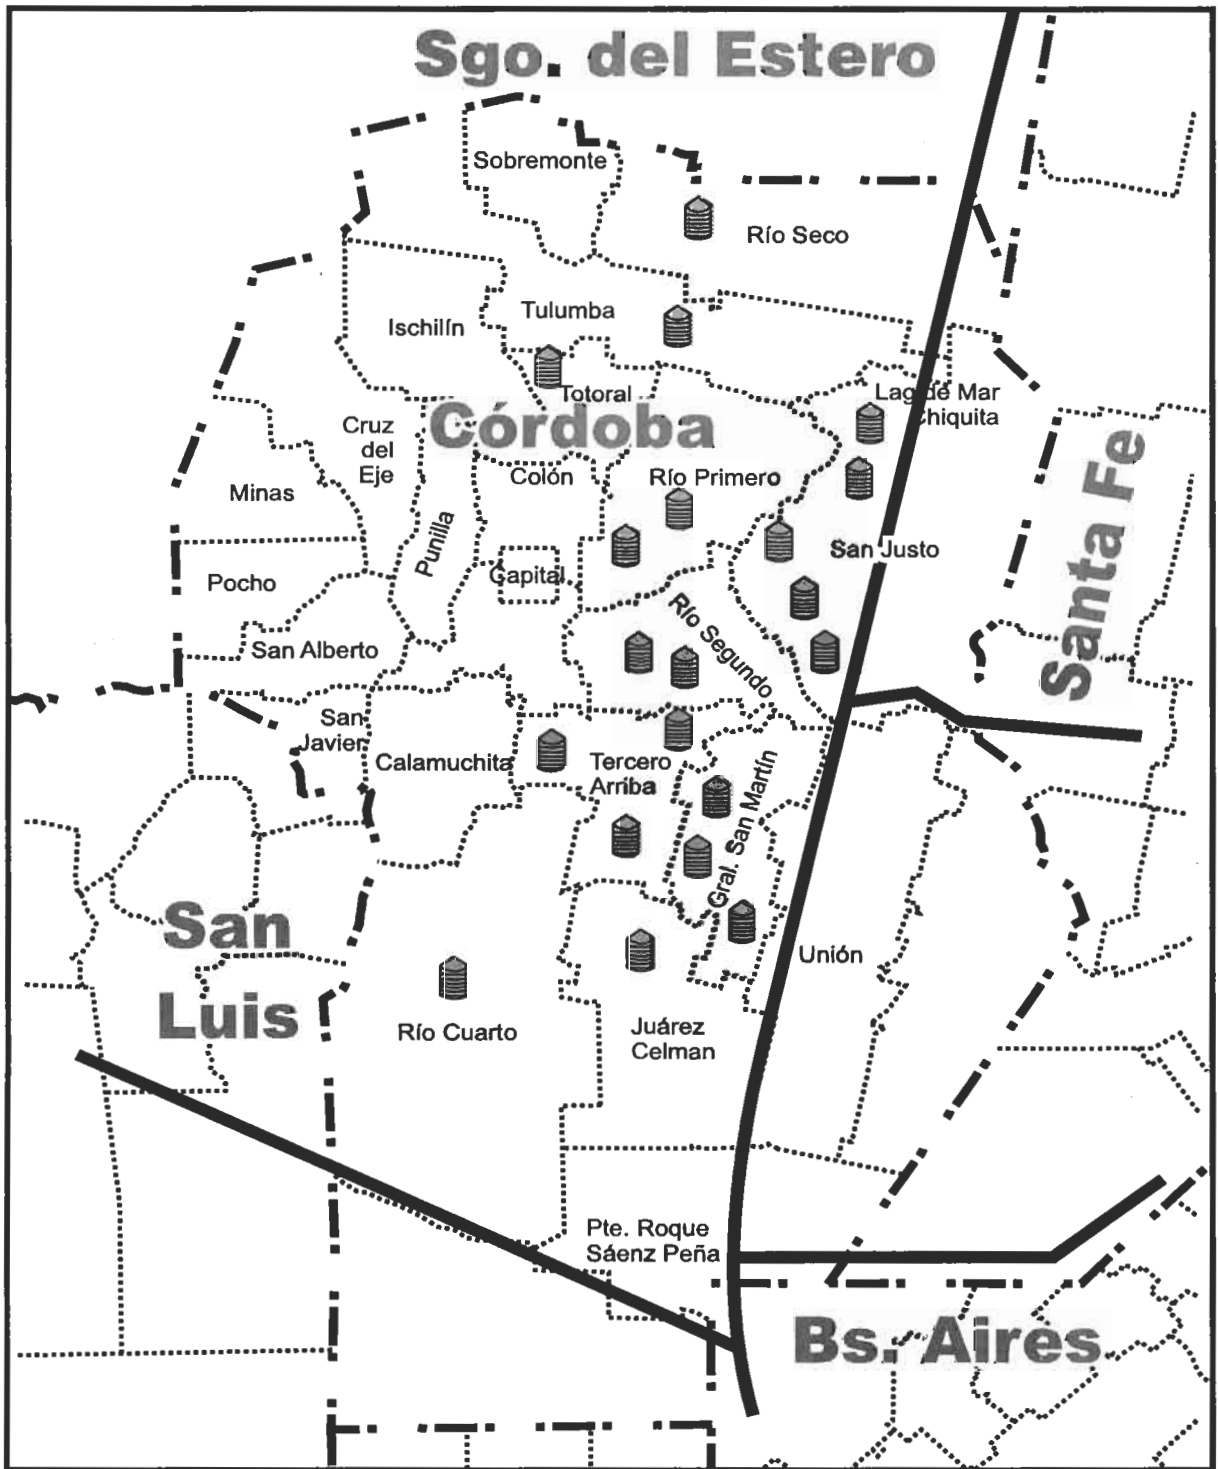 Sgo. del Estero
Sobremonte
Río Seco
Tulumba
Ischilín
Totoral
Lag de Mar
Chiquita
Córdoba
Cruz
del
Eje
Colón
Río Primero
Minas
Punilla
Santa Fe
San Justo
Capital
Pocho
Río Segundo
San Alberto
San
Javier
Calamuchita
Tercero
Arriba
Gral. San Martín
San
Luis
Unión
Río Cuarto
Juárez
Celman
Pte. Roque
Sáenz Peña
Bs. Aires